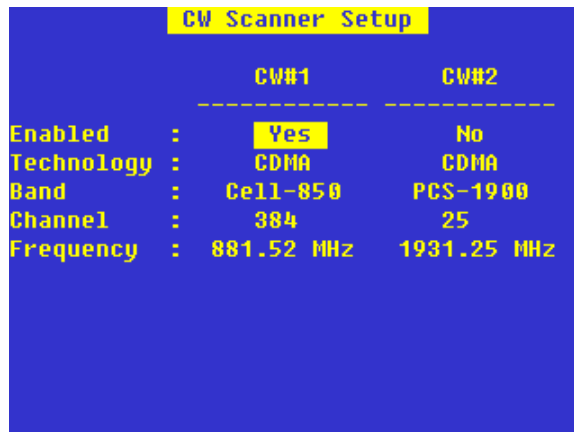 CW Scanner Setup
CW#1 CW#2
------------ ------------
Enabled : Yes No
Technology : CDMA CDMA
Band : Cell-850 PCS-1900
Channel : 384 25
Frequency : 881.52 MHz 1931.25 MHz